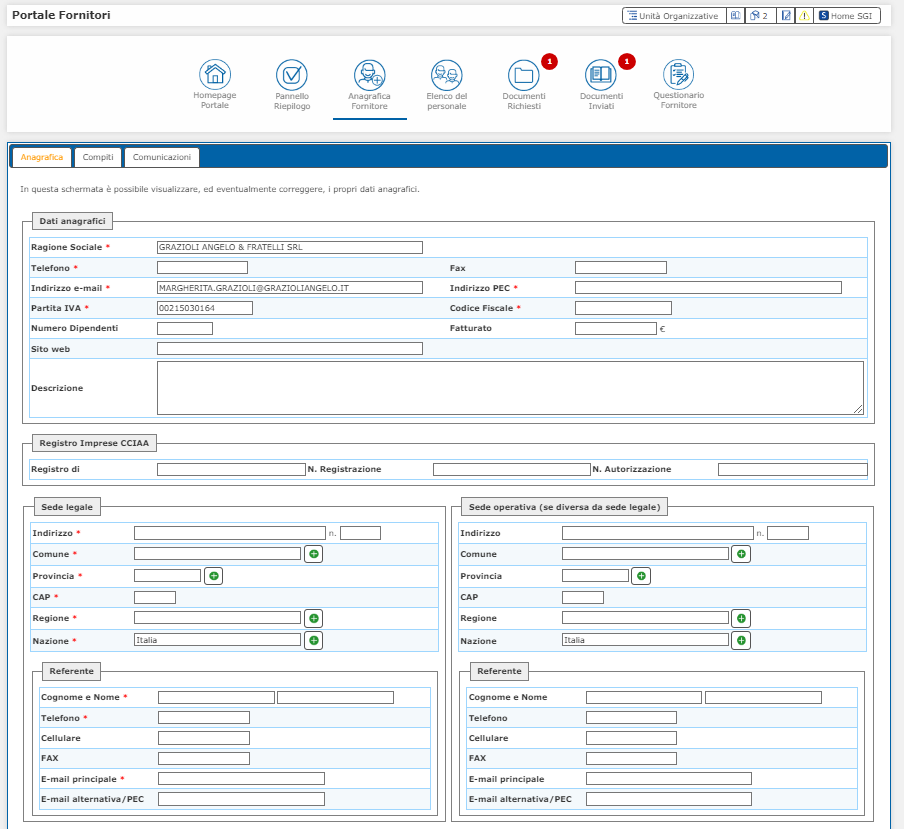 Portale Fornitori
Unità Organizzative 2 Home SGI
1 1
Homepage Pannello Anagrafica Elenco del Documenti Documenti Questionario
Portale Riepilogo Fornitore personale Richiesti Inviati Fornitore
Anagrafica Compiti Comunicazioni
In questa schermata è possibile visualizzare, ed eventualmente correggere, i propri dati anagrafici.
Dati anagrafici
Ragione Sociale * GRAZIOLI ANGELO & FRATELLI SRL
Telefono * Fax
Indirizzo e-mail * MARGHERITA.GRAZIOLI@GRAZIOLIANGELO.IT Indirizzo PEC *
Partita IVA * 00215030164 Codice Fiscale *
Numero Dipendenti Fatturato €
Sito web
Descrizione
Registro Imprese CCIAA
Registro di N. Registrazione N. Autorizzazione
Sede legale
Indirizzo * n.
Comune *
Provincia *
CAP *
Regione *
Nazione * Italia
Referente
Cognome e Nome *
Telefono *
Cellulare
FAX
E-mail principale *
E-mail alternativa/PEC
Sede operativa (se diversa da sede legale)
Indirizzo n.
Comune
Provincia
CAP
Regione
Nazione Italia
Referente
Cognome e Nome
Telefono
Cellulare
FAX
E-mail principale
E-mail alternativa/PEC